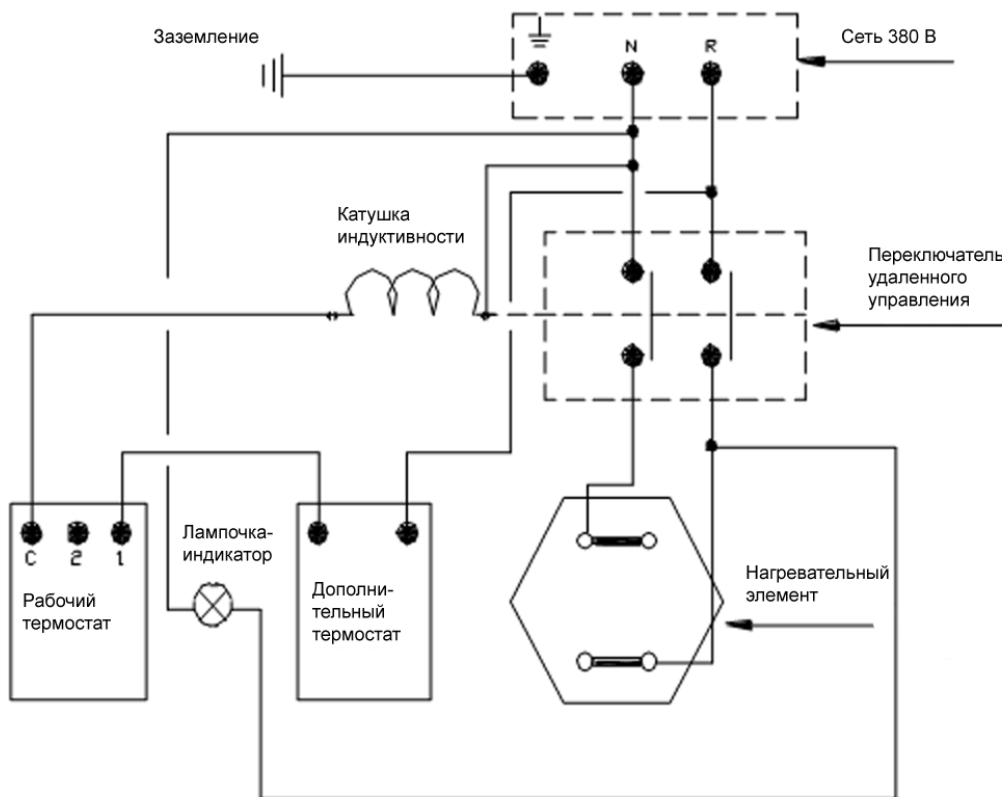 Заземление
Сеть 380 В
N
R
Катушка
индуктивности
Переключатель
удаленного
управления
C
2
1
Рабочий
термостат
Лампочка-
индикатор
Дополни-
тельный
термостат
Нагревательный
элемент